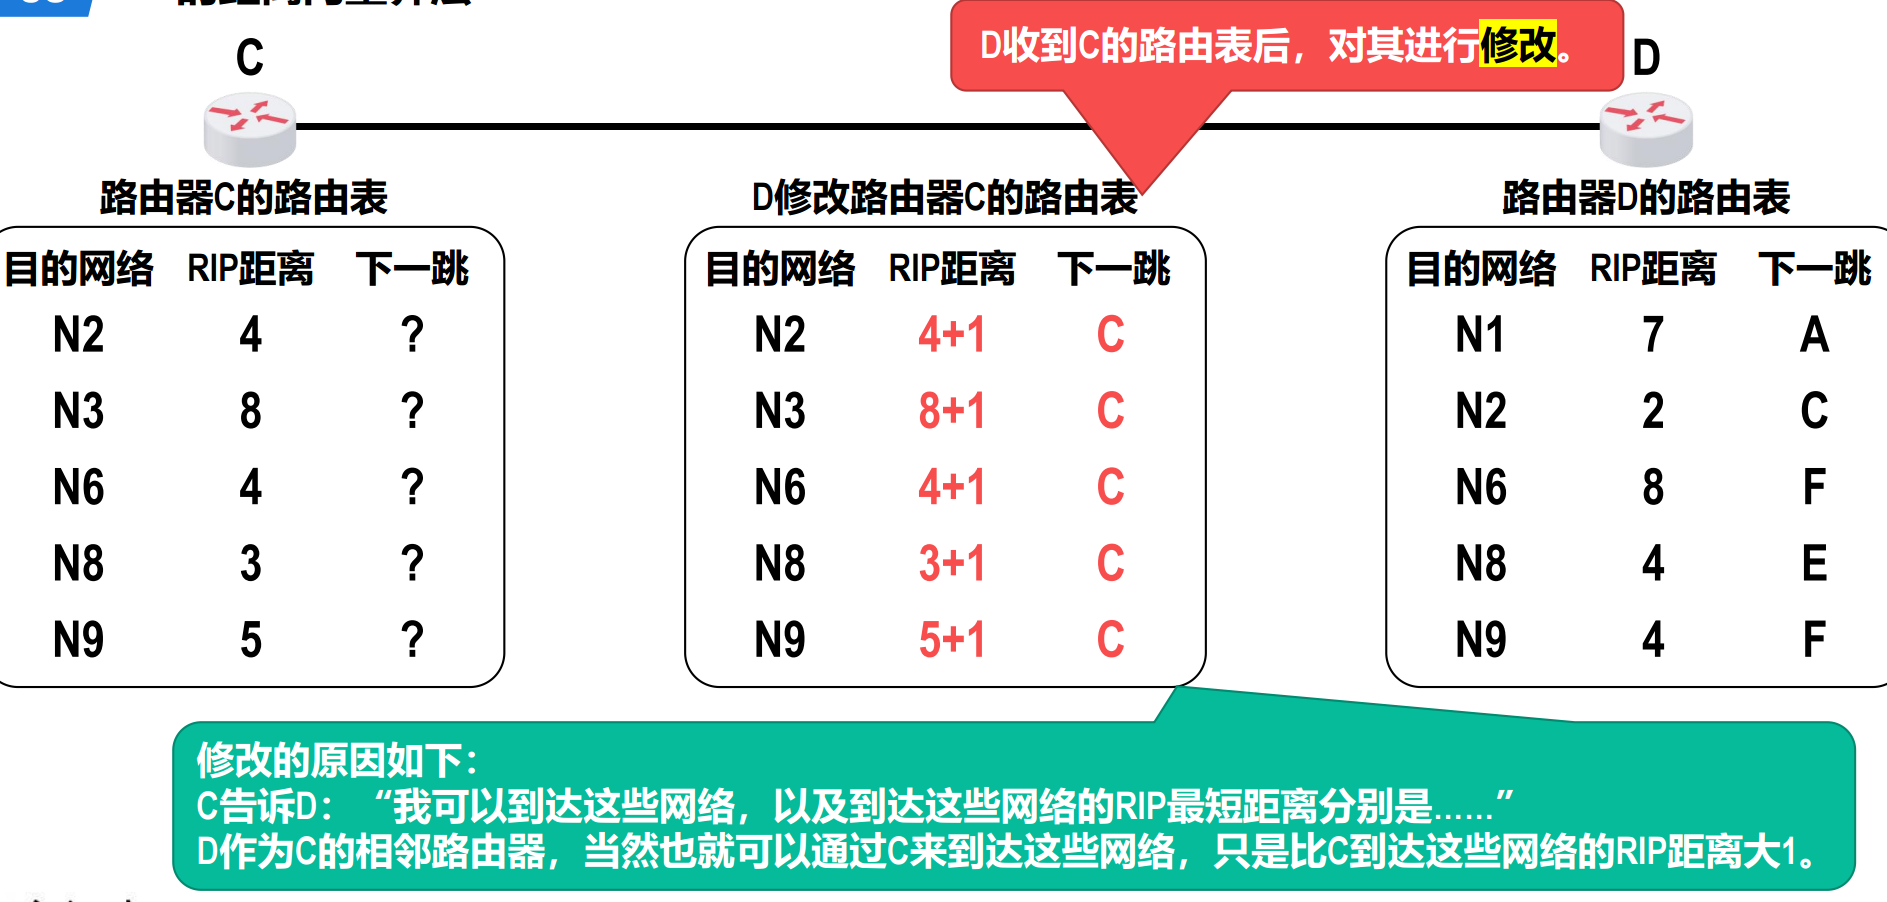 D收到C的路由表后，对其进行修改。
C
D
路由器C的路由表
目的网络 RIP距离 下一跳
N2 4 ?
N3 8 ?
N6 4 ?
N8 3 ?
N9 5 ?
D修改路由器C的路由表
目的网络 RIP距离 下一跳
N2 4+1 C
N3 8+1 C
N6 4+1 C
N8 3+1 C
N9 5+1 C
路由器D的路由表
目的网络 RIP距离 下一跳
N1 7 A
N2 2 C
N6 8 F
N8 4 E
N9 4 F
修改的原因如下：
C告诉D：“我可以到达这些网络，以及到达这些网络的RIP最短距离分别是……”
D作为C的相邻路由器，当然也就可以通过C来到达这些网络，只是比C到达这些网络的RIP距离大1。